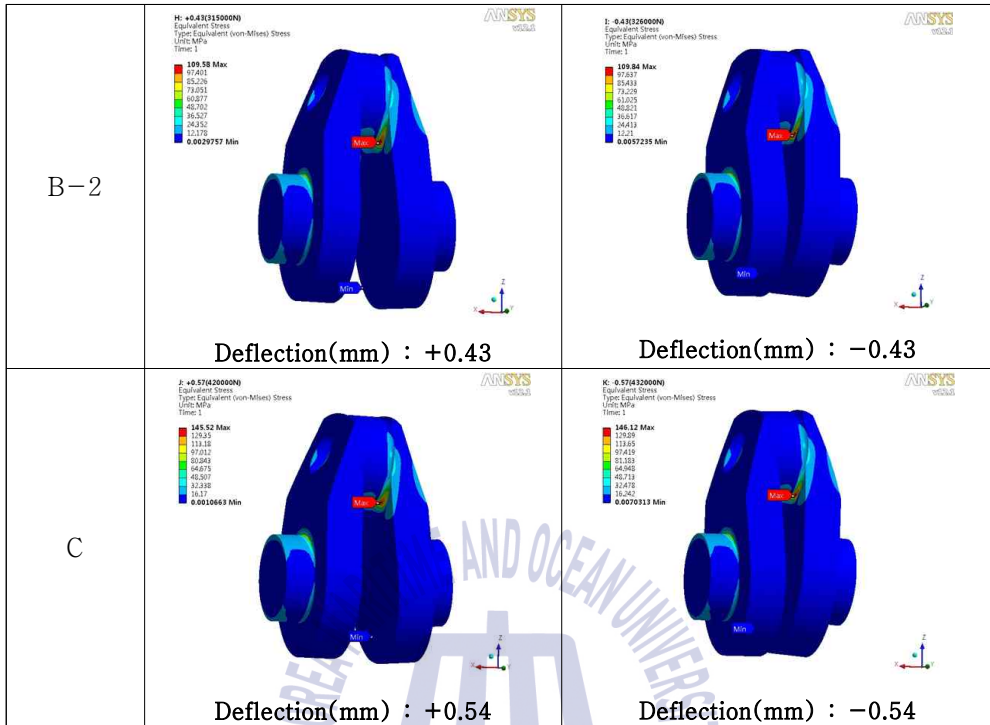 B-2
H: +0.43(315000N)
Equivalent Stress
Type: Equivalent (von-Mises) Stress
Unit: MPa
Time: 1
109.58 Max
97.401
85.226
73.051
60.877
48.702
36.527
24.352
12.178
0.0029757 Min
ANSYS
v12.1
Max
Min
X
Y
Z
Deflection(mm) : +0.43
I: -0.43(326000N)
Equivalent Stress
Type: Equivalent (von-Mises) Stress
Unit: MPa
Time: 1
109.84 Max
97.637
85.433
73.229
61.025
48.821
36.617
24.413
12.21
0.0057235 Min
ANSYS
v12.1
Max
Min
X
Y
Z
Deflection(mm) : −0.43
C
J: +0.57(420000N)
Equivalent Stress
Type: Equivalent (von-Mises) Stress
Unit: MPa
Time: 1
145.52 Max
129.35
113.18
97.012
80.843
64.675
48.507
32.338
16.17
0.0010663 Min
ANSYS
v12.1
Max
Min
X
Y
Z
Deflection(mm) : +0.54
K: -0.57(432000N)
Equivalent Stress
Type: Equivalent (von-Mises) Stress
Unit: MPa
Time: 1
146.12 Max
129.89
113.65
97.419
81.183
64.948
48.713
32.478
16.242
0.0070313 Min
ANSYS
v12.1
Max
Min
X
Y
Z
Deflection(mm) : −0.54
AND OCEAN